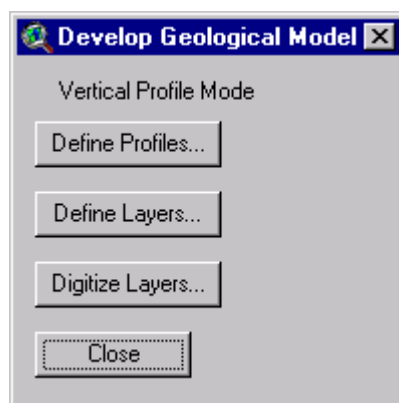 Develop Geological Model
Vertical Profile Mode
Define Profiles...
Define Layers...
Digitize Layers...
Close